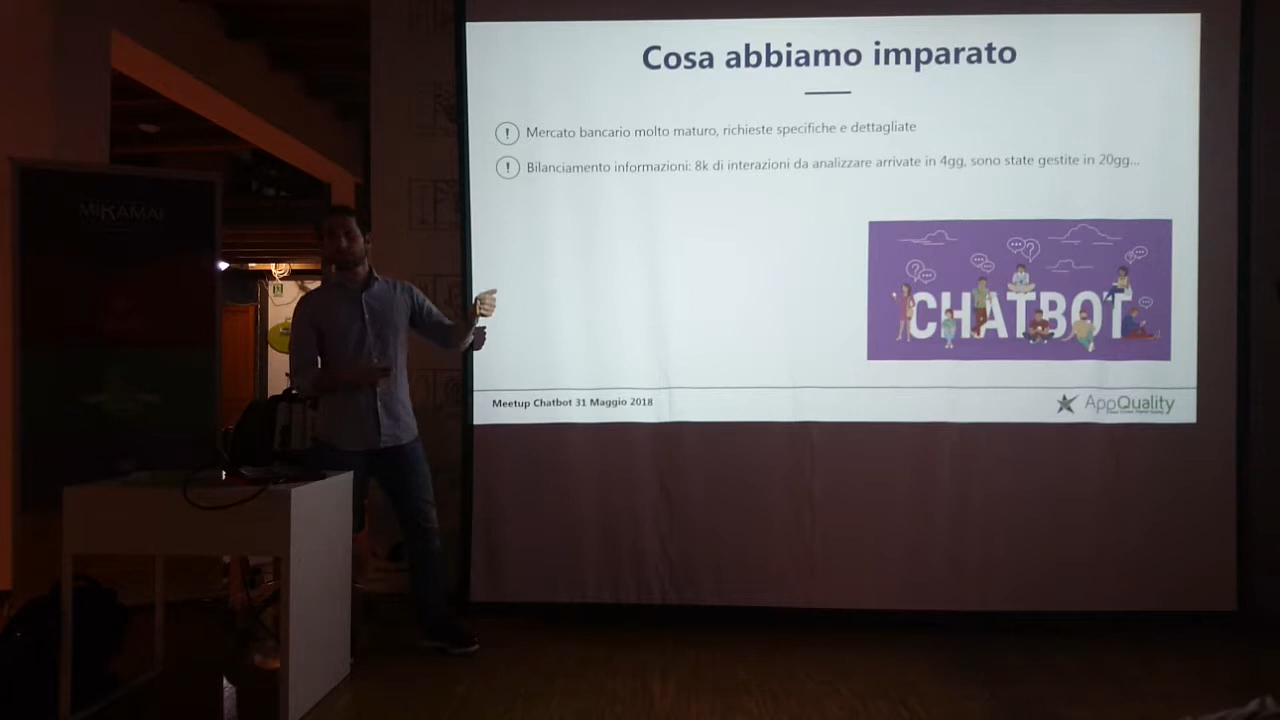 Cosa abbiamo imparato
! Mercato bancario molto maturo, richieste specifiche e dettagliate
! Bilanciamento informazioni: 8k di interazioni da analizzare arrivate in 4gg, sono state gestite in 20gg...
CHATBOT
Meetup Chatbot 31 Maggio 2018
AppQuality
MIKAMAI